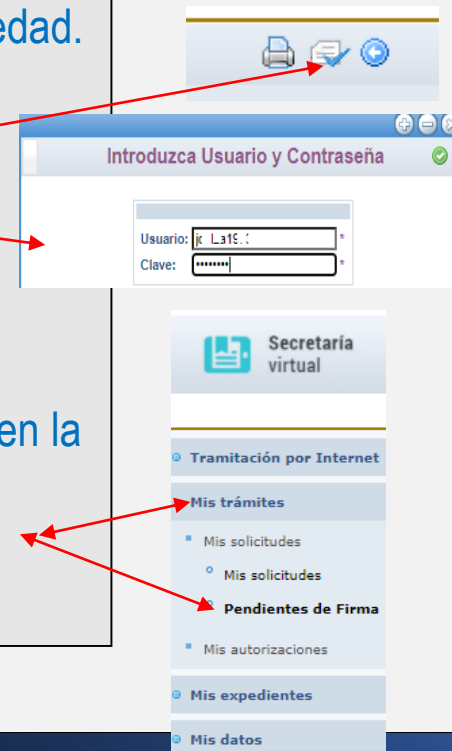 edad.
Introduzca Usuario y Contraseña
Usuario: *
Clave: •••••••• *
Secretaría
virtual
en la
Tramitación por Internet
Mis trámites
Mis solicitudes
Mis solicitudes
Pendientes de Firma
Mis autorizaciones
Mis expedientes
Mis datos